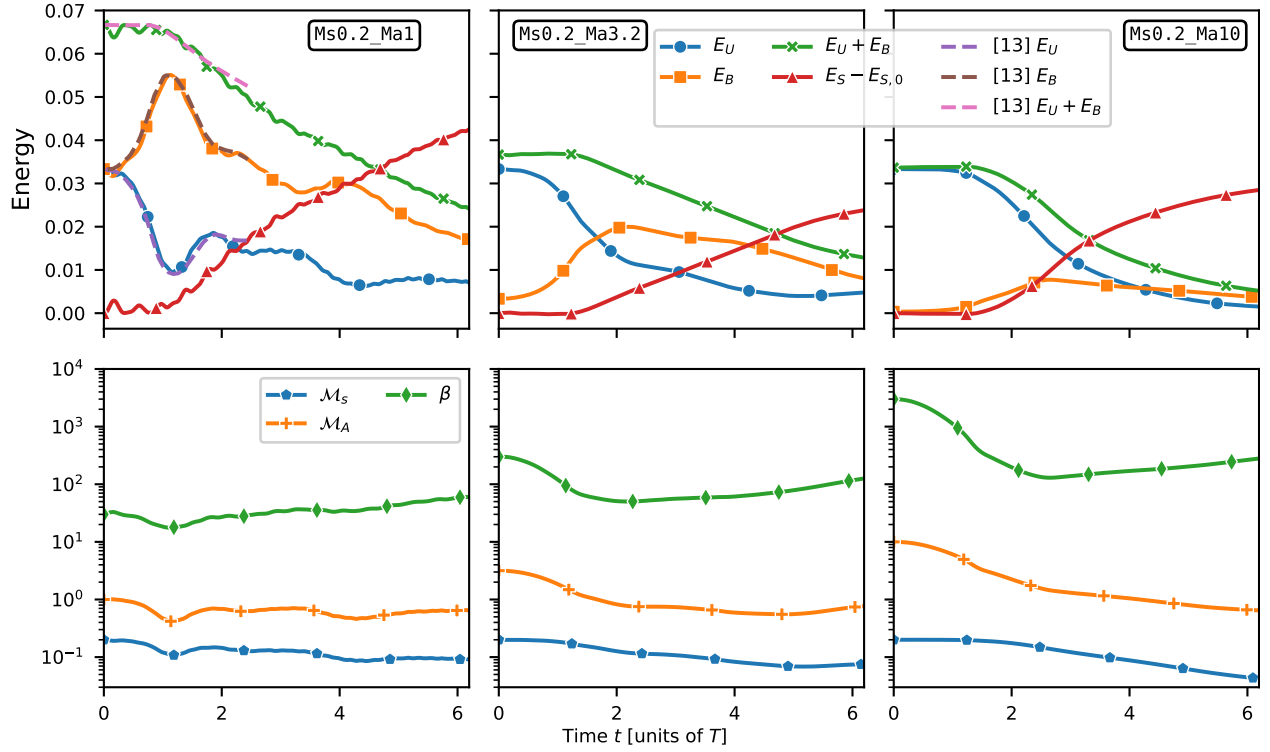 Ms0.2_Ma1
Ms0.2_Ma3.2
Ms0.2_Ma10
E_U
E_B
E_U + E_B
E_S − E_{S,0}
[13] E_U
[13] E_B
[13] E_U + E_B
Energy
0.07
0.06
0.05
0.04
0.03
0.02
0.01
0.00
0 2 4 6
0 2 4 6
0 2 4 6
ℳ_s
ℳ_A
β
10^4
10^3
10^2
10^1
10^0
10^{−1}
Time t [units of T]